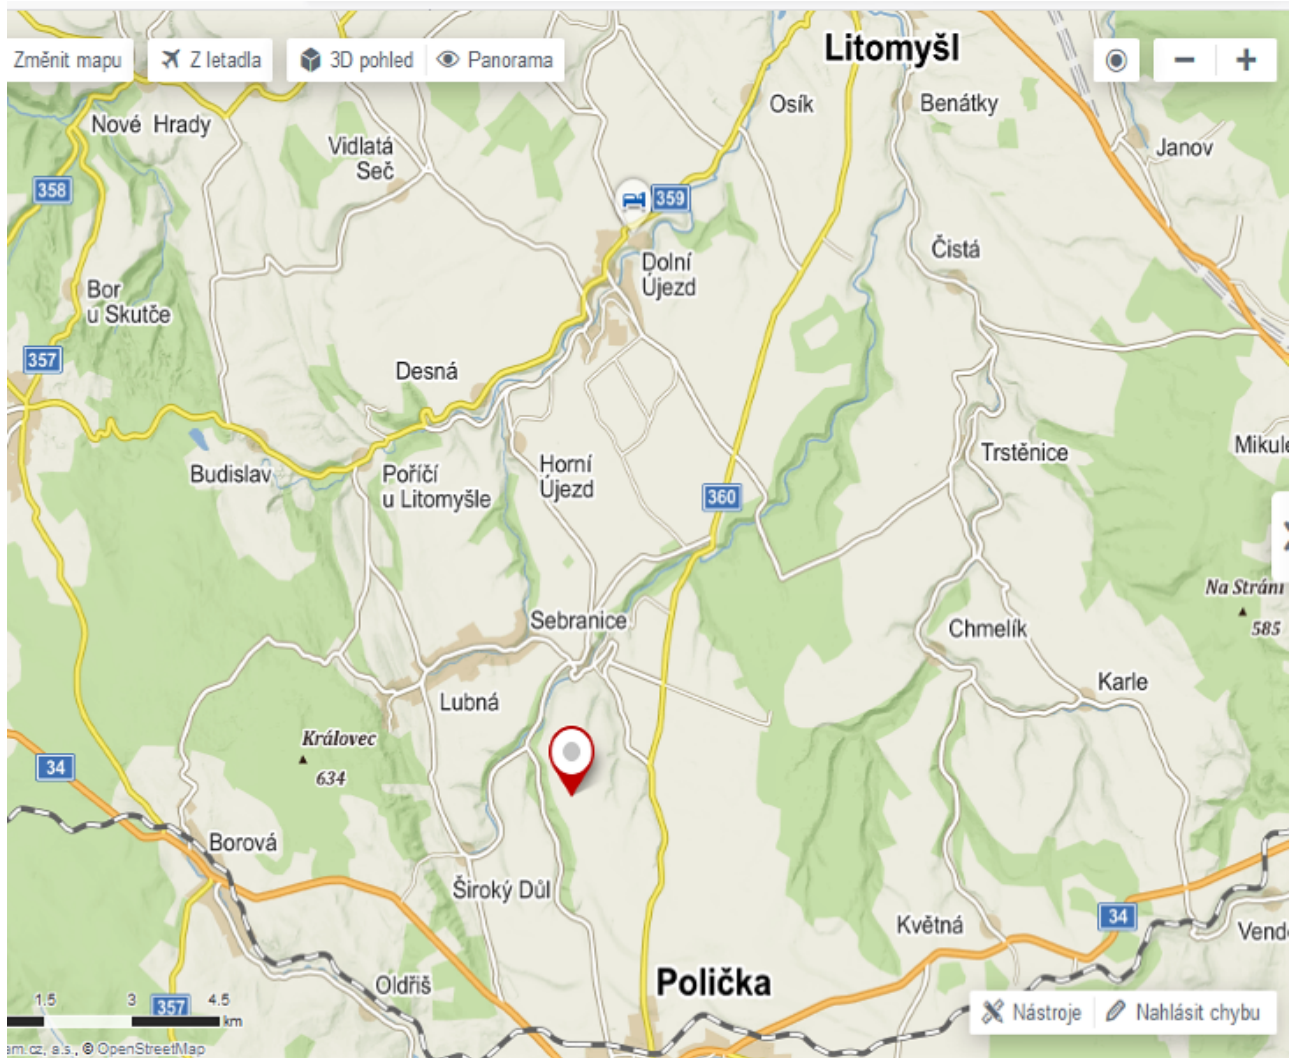 Litomyšl
Změnit mapu
Z letadla
3D pohled
Panorama
Osík
Benátky
Nové Hrady
Vidlatá
Seč
Janov
358
359
Čistá
Dolní
Újezd
Bor
u Skutče
357
Desná
Trstěnice
Budislav
Poříčí
u Litomyšle
Horní
Újezd
360
Na Stráni
585
Sebranice
Chmelík
Karle
Lubná
Královec
634
34
Borová
Široký Důl
Květná
34
Oldřiš
Polička
1.5
3
4.5
357
km
Nástroje
Nahlásit chybu
© OpenStreetMap